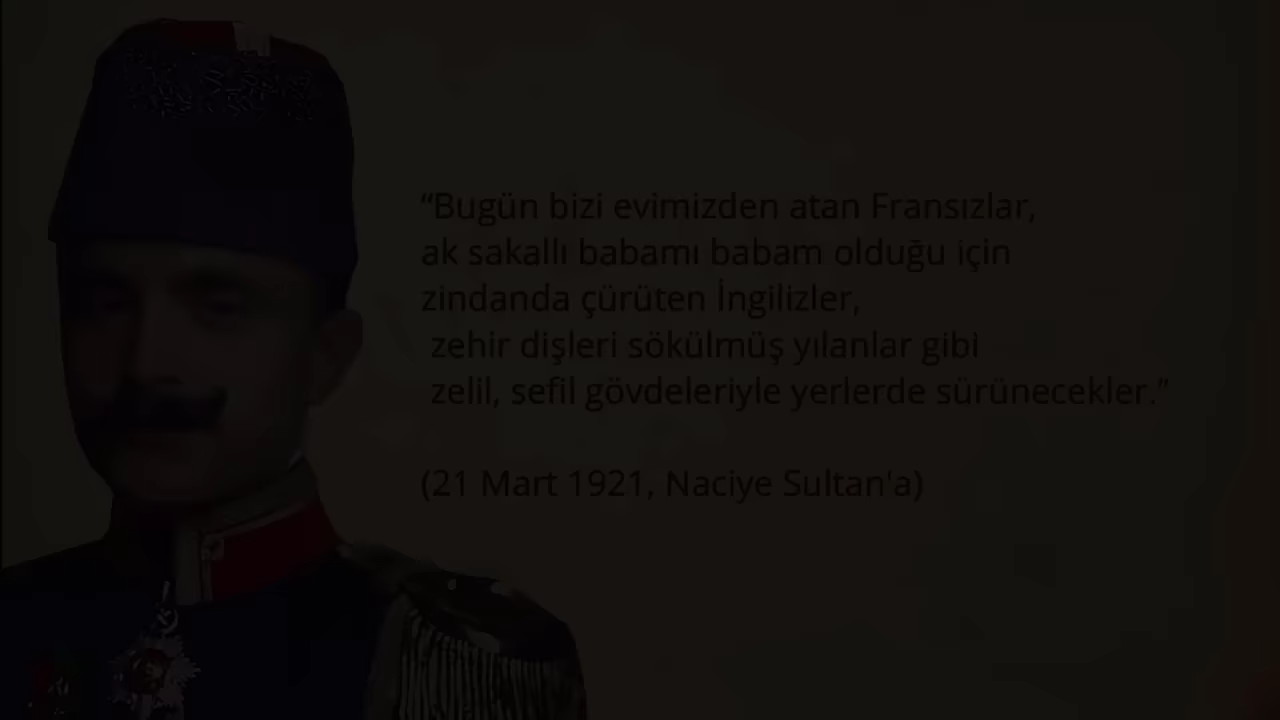 “Bugün bizi evimizden atan Fransızlar,
ak sakallı babamı babam olduğu için
zindanda çürüten İngilizler,
zehir dişleri sökülmüş yılanlar gibi
zelil, sefil gövdeleriyle yerlerde sürünecekler.”
(21 Mart 1921, Naciye Sultan'a)